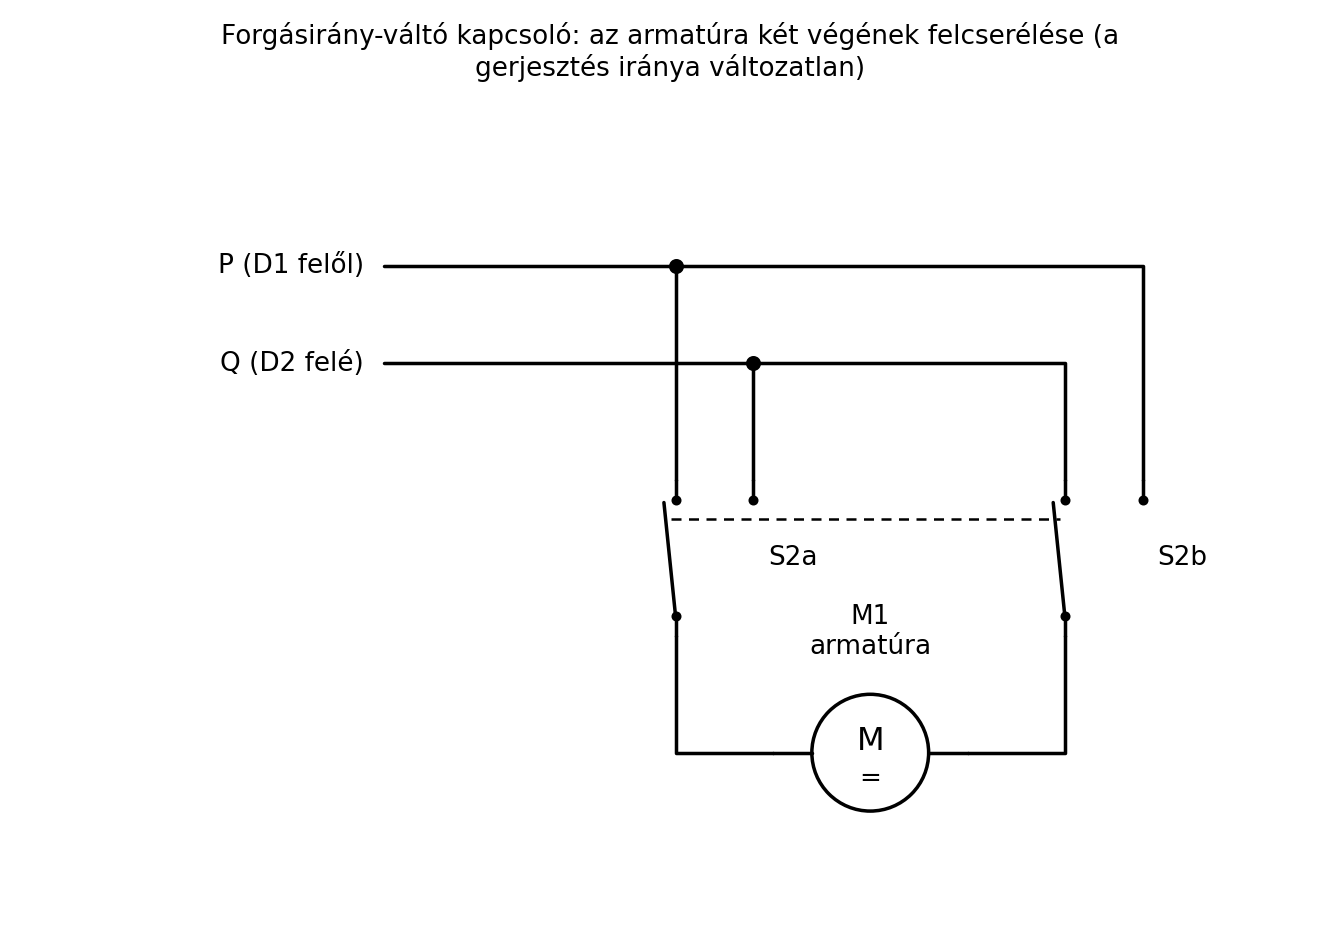 Forgásirány-váltó kapcsoló: az armatúra két végének felcserélése (a
gerjesztés iránya változatlan)
P (D1 felől)
Q (D2 felé)
S2a
S2b
M1
armatúra
M
=